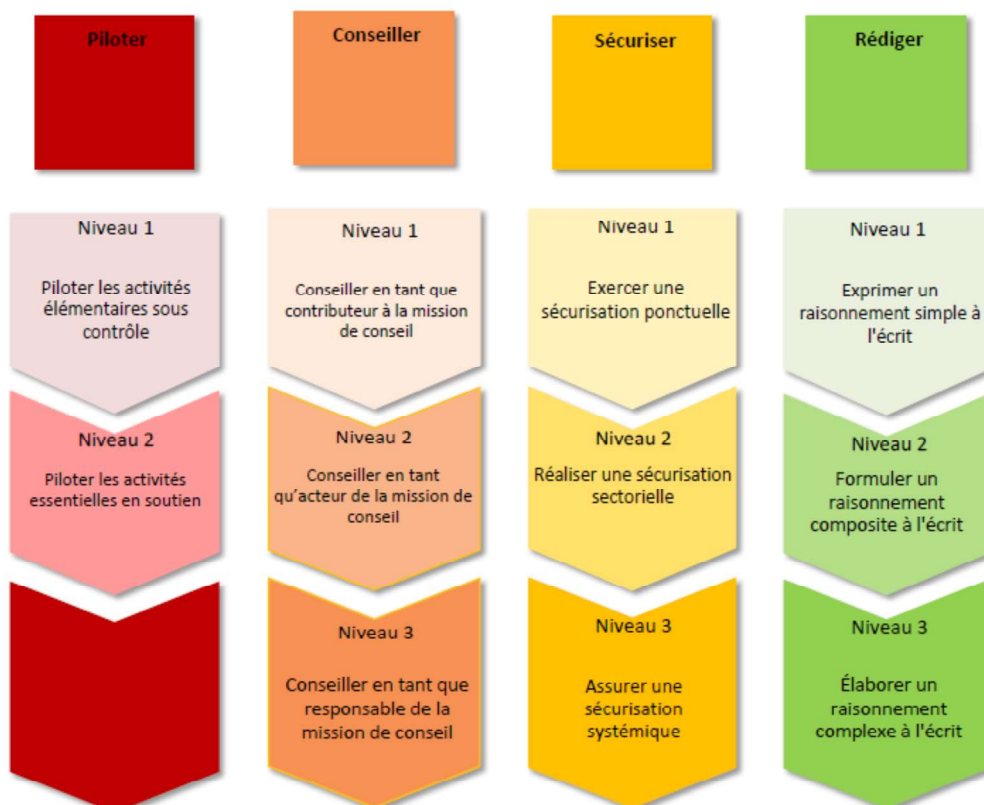 Piloter
Conseiller
Sécuriser
Rédiger
Niveau 1
Piloter les activités
élémentaires sous
contrôle
Niveau 2
Piloter les activités
essentielles en soutien
Niveau 1
Conseiller en tant que
contributeur à la mission
de conseil
Niveau 2
Conseiller en tant
qu'acteur de la mission de
conseil
Niveau 3
Conseiller en tant que
responsable de la
mission de conseil
Niveau 1
Exercer une
sécurisation ponctuelle
Niveau 2
Réaliser une sécurisation
sectorielle
Niveau 3
Assurer une
sécurisation
systémique
Niveau 1
Exprimer un
raisonnement simple à
l'écrit
Niveau 2
Formuler un
raisonnement
composite à l'écrit
Niveau 3
Élaborer un
raisonnement
complexe à l'écrit